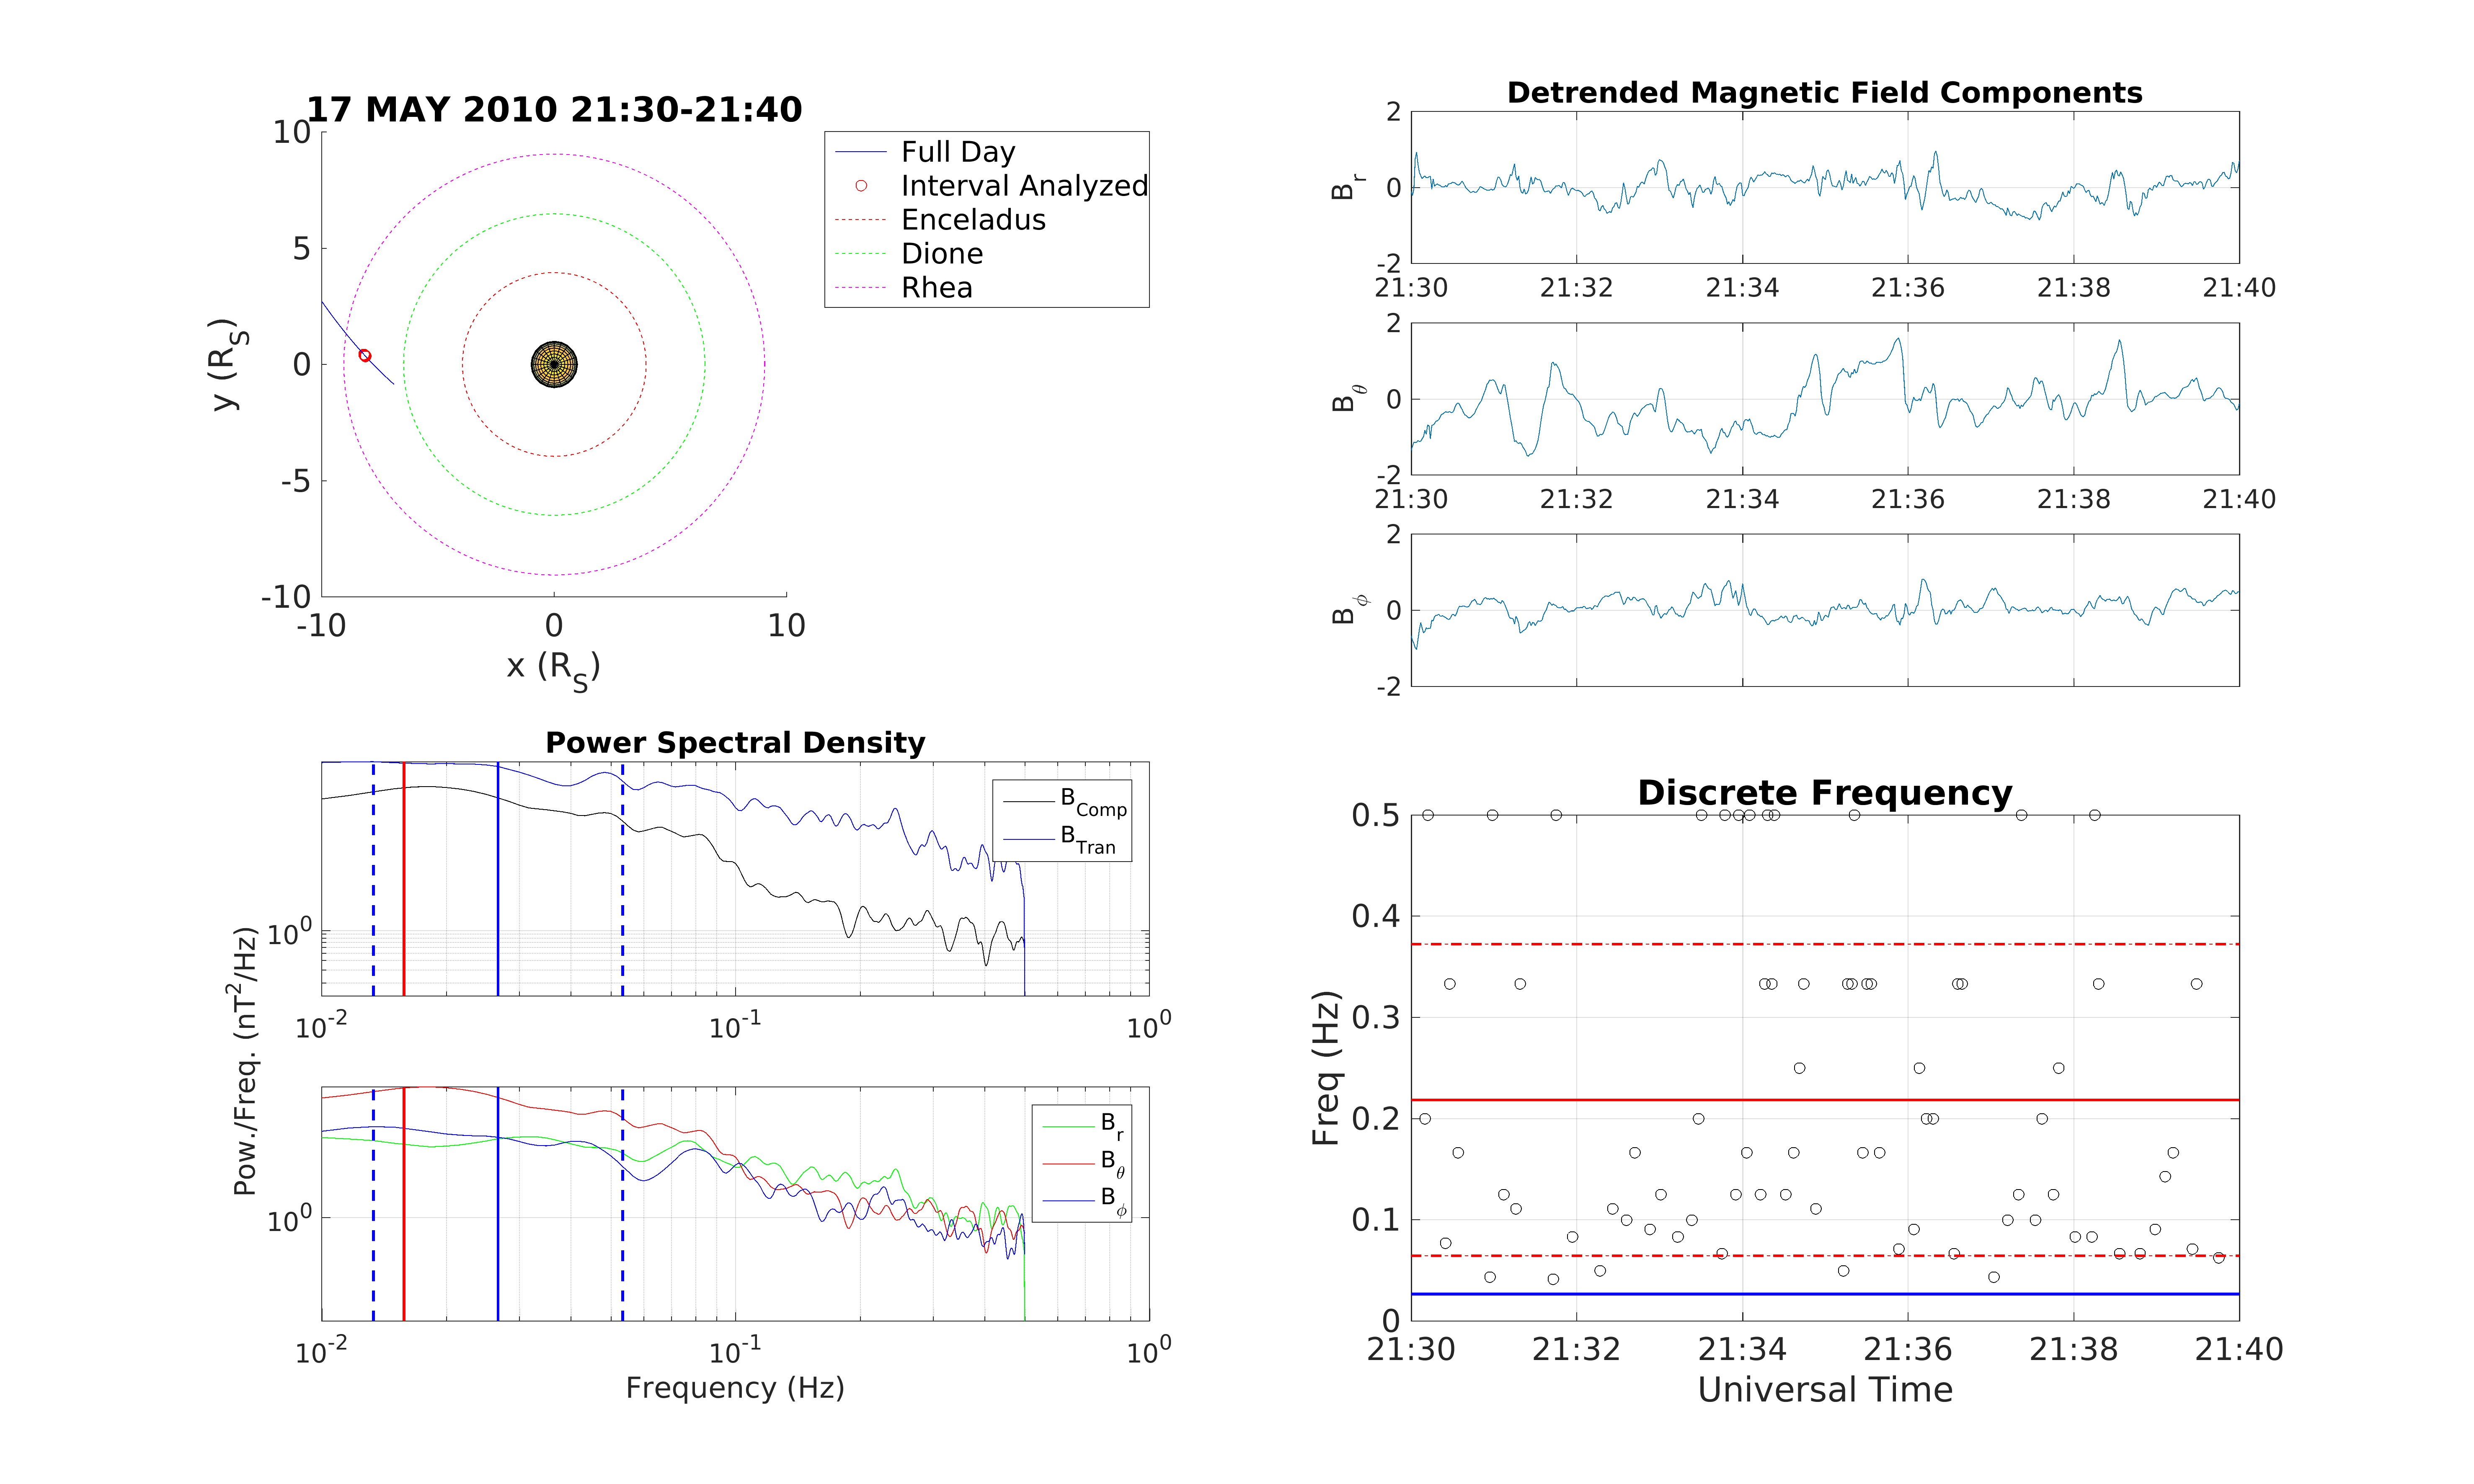 17 MAY 2010 21:30-21:40
10
5
0
-5
-10
-10
0
10
y (R_S)
x (R_S)
Full Day
Interval Analyzed
Enceladus
Dione
Rhea
Detrended Magnetic Field Components
2
0
-2
B_r
21:30
21:32
21:34
21:36
21:38
21:40
2
0
-2
B_θ
21:30
21:32
21:34
21:36
21:38
21:40
2
0
-2
B_ϕ
Power Spectral Density
10^0
B_Comp
B_Tran
10^-2
10^-1
10^0
Pow./Freq. (nT^2/Hz)
10^0
B_r
B_θ
B_ϕ
10^-2
10^-1
10^0
Frequency (Hz)
Discrete Frequency
0.5
0.4
0.3
0.2
0.1
0
Freq (Hz)
21:30
21:32
21:34
21:36
21:38
21:40
Universal Time